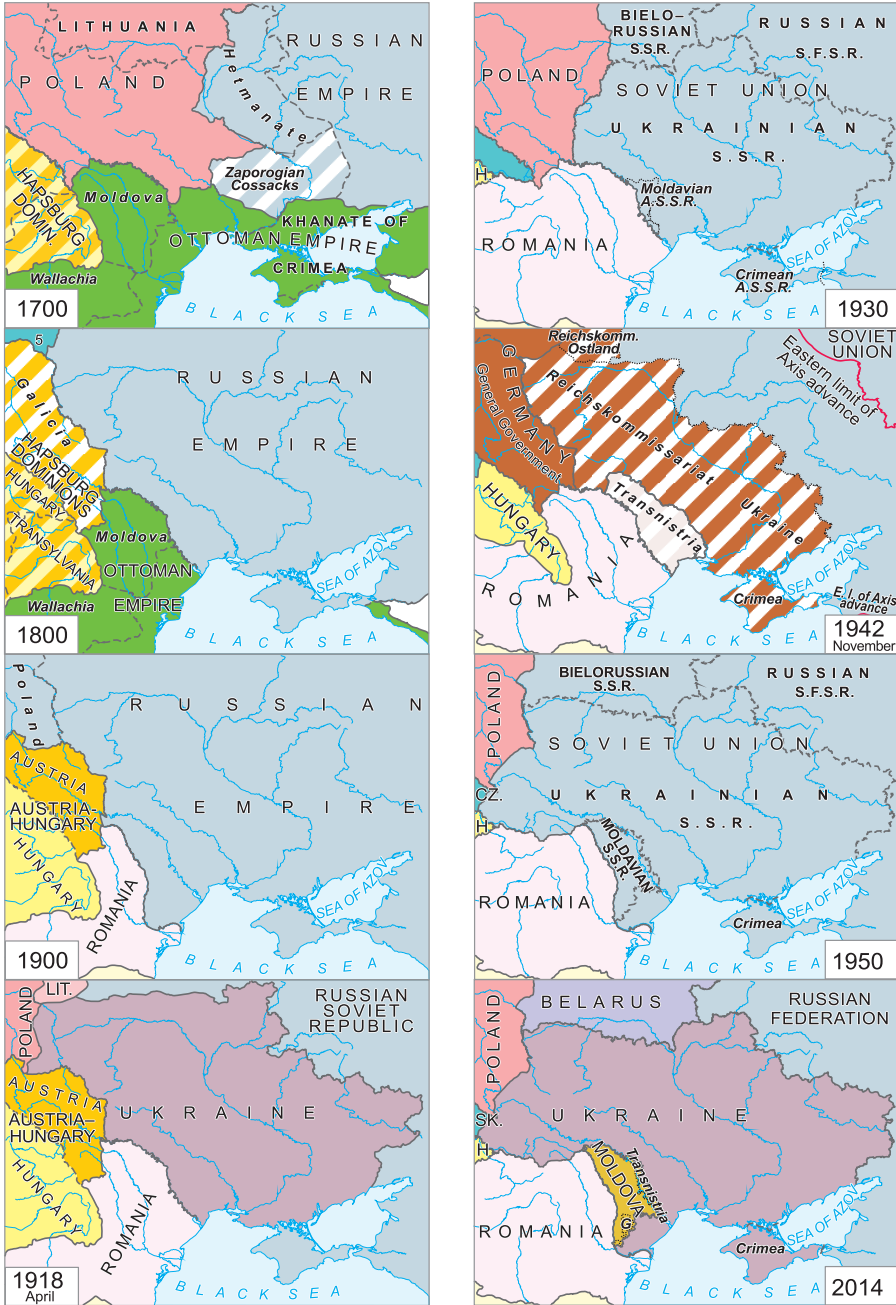 LITHUANIA
RUSSIAN
POLAND
Hetmanate
EMPIRE
Zaporogian
Cossacks
HAPSBURG
DOMIN.
Moldova
KHANATE OF
OTTOMAN EMPIRE
CRIMEA
Wallachia
1700
BLACK SEA
5
RUSSIAN
Galicia
EMPIRE
HAPSBURG
DOMINIONS
HUNGARY
TRANSYLVANIA
Moldova
OTTOMAN
SEA OF AZOV
Wallachia
EMPIRE
1800
BLACK SEA
Poland
RUSSIAN
AUSTRIA
EMPIRE
AUSTRIA-
HUNGARY
HUNGARY
ROMANIA
SEA OF AZOV
1900
BLACK SEA
POLAND
LIT.
RUSSIAN
SOVIET
REPUBLIC
AUSTRIA
UKRAINE
AUSTRIA–
HUNGARY
HUNGARY
ROMANIA
1918
April
BLACK SEA
BIELO–
RUSSIAN
S.S.R.
RUSSIAN
S.F.S.R.
POLAND
SOVIET UNION
UKRAINIAN
S.S.R.
H.
Moldavian
A.S.S.R.
ROMANIA
SEA OF AZOV
Crimean
A.S.S.R.
BLACK SEA
1930
Reichskomm.
Ostland
SOVIET
UNION
Eastern limit of
Axis advance
GERMANY
General Government
Reichskommissariat
Ukraine
HUNGARY
Transnistria
ROMANIA
SEA OF AZOV
Crimea
E. l. of Axis
advance
BLACK SEA
1942
November
BIELORUSSIAN
S.S.R.
RUSSIAN
S.F.S.R.
POLAND
SOVIET UNION
CZ.
UKRAINIAN
S.S.R.
H.
MOLDAVIAN
S.S.R.
ROMANIA
SEA OF AZOV
Crimea
BLACK SEA
1950
BELARUS
RUSSIAN
FEDERATION
POLAND
SK.
UKRAINE
H.
MOLDOVA
Transnistria
G.
ROMANIA
SEA OF AZOV
Crimea
BLACK SEA
2014